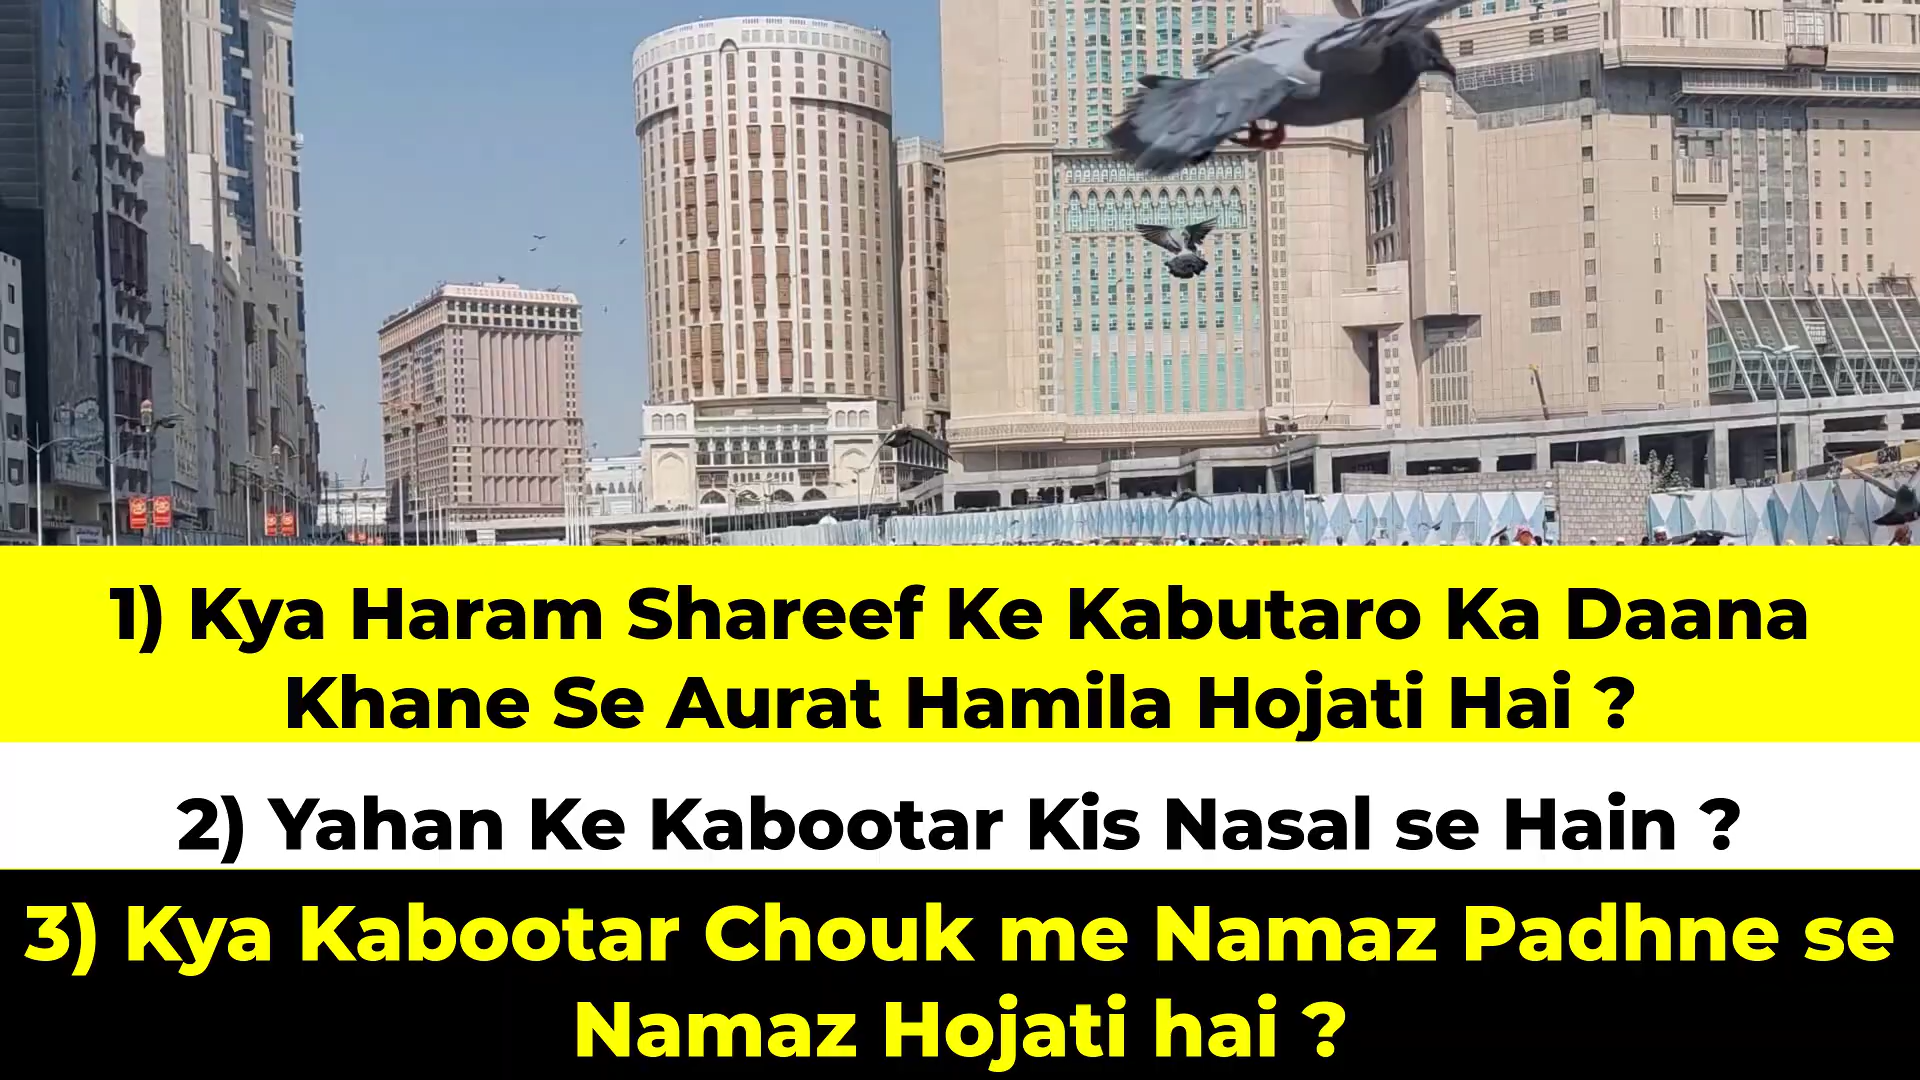 1) Kya Haram Shareef Ke Kabutaro Ka Daana
Khane Se Aurat Hamila Hojati Hai ?
2) Yahan Ke Kabootar Kis Nasal se Hain ?
3) Kya Kabootar Chouk me Namaz Padhne se
Namaz Hojati hai ?